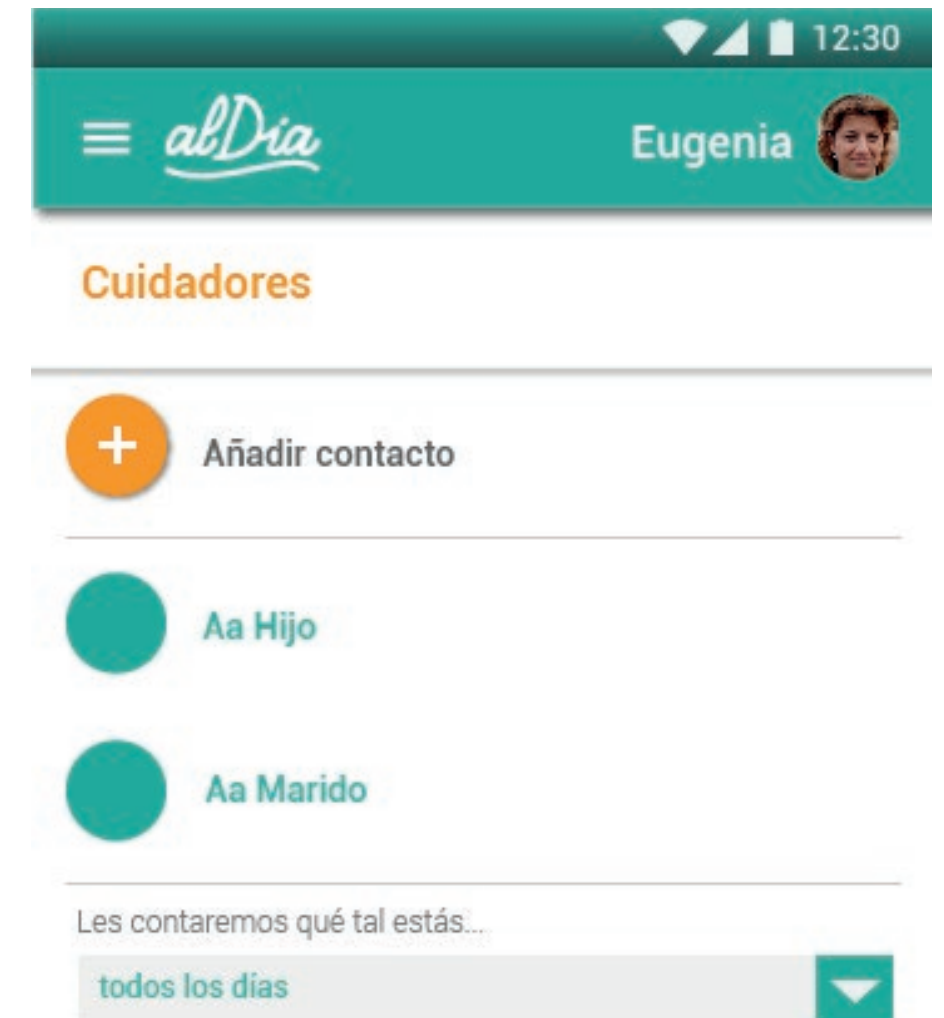 12:30
alDía
Eugenia
Cuidadores
+
Añadir contacto
Aa Hijo
Aa Marido
Les contaremos qué tal estás...
todos los días